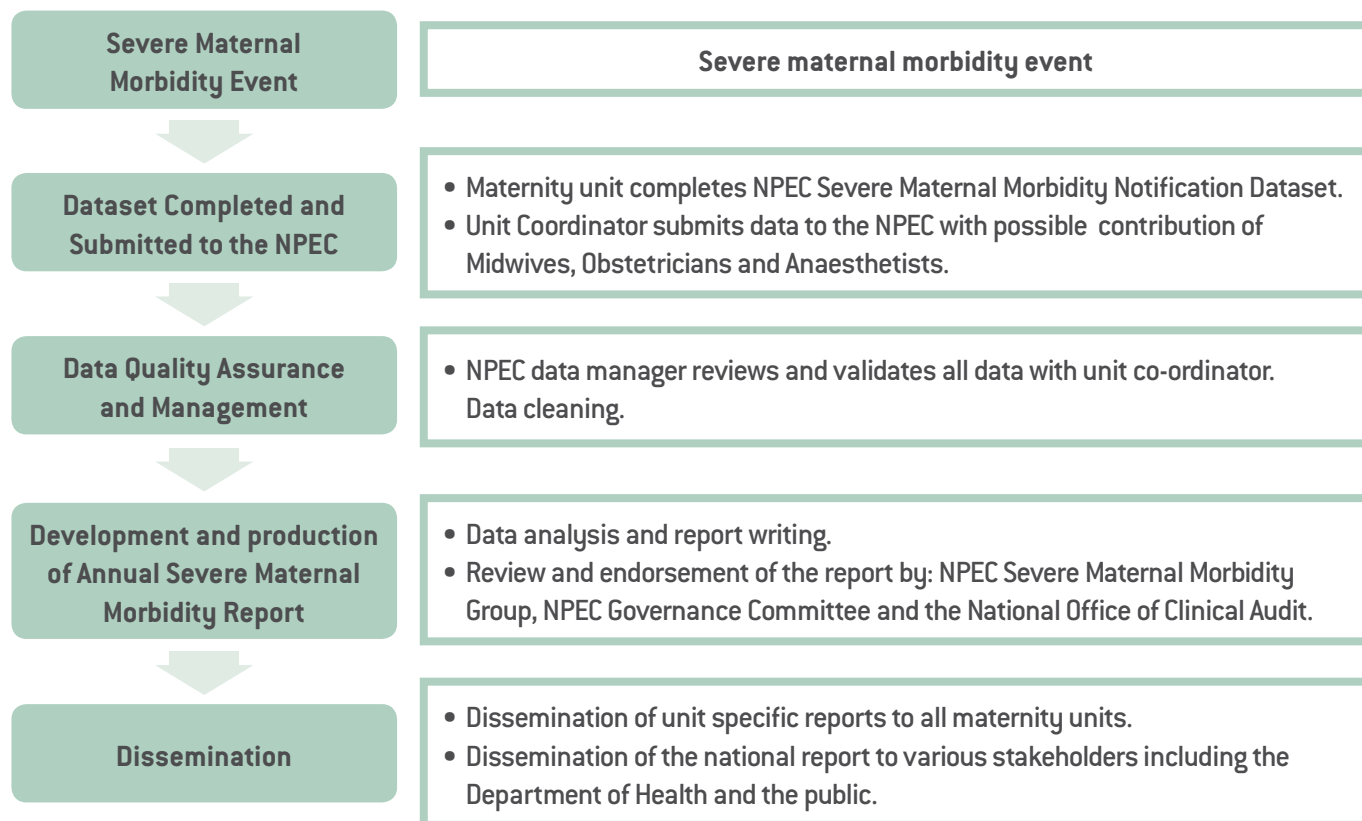 Severe Maternal
Morbidity Event
Severe maternal morbidity event
Dataset Completed and
Submitted to the NPEC
• Maternity unit completes NPEC Severe Maternal Morbidity Notification Dataset.
• Unit Coordinator submits data to the NPEC with possible contribution of
Midwives, Obstetricians and Anaesthetists.
Data Quality Assurance
and Management
• NPEC data manager reviews and validates all data with unit co-ordinator.
Data cleaning.
Development and production
of Annual Severe Maternal
Morbidity Report
• Data analysis and report writing.
• Review and endorsement of the report by: NPEC Severe Maternal Morbidity
Group, NPEC Governance Committee and the National Office of Clinical Audit.
Dissemination
• Dissemination of unit specific reports to all maternity units.
• Dissemination of the national report to various stakeholders including the
Department of Health and the public.